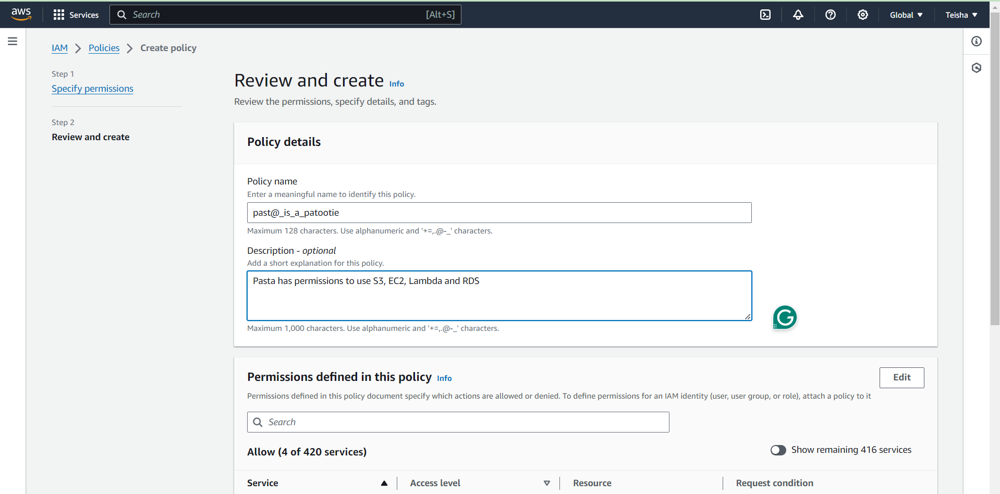 aws Services Search [Alt+S] Global Teisha
IAM Policies Create policy
Step 1
Specify permissions
Step 2
Review and create
Review and create Info
Review the permissions, specify details, and tags.
Policy details
Policy name
Enter a meaningful name to identify this policy.
past@_is_a_patootie
Maximum 128 characters. Use alphanumeric and '+=,.@-_' characters.
Description - optional
Add a short explanation for this policy.
Pasta has permissions to use S3, EC2, Lambda and RDS
Maximum 1,000 characters. Use alphanumeric and '+=,.@-_' characters.
Permissions defined in this policy Info
Edit
Permissions defined in this policy document specify which actions are allowed or denied. To define permissions for an IAM identity (user, user group, or role), attach a policy to it
Search
Allow (4 of 420 services)
Show remaining 416 services
Service Access level Resource Request condition